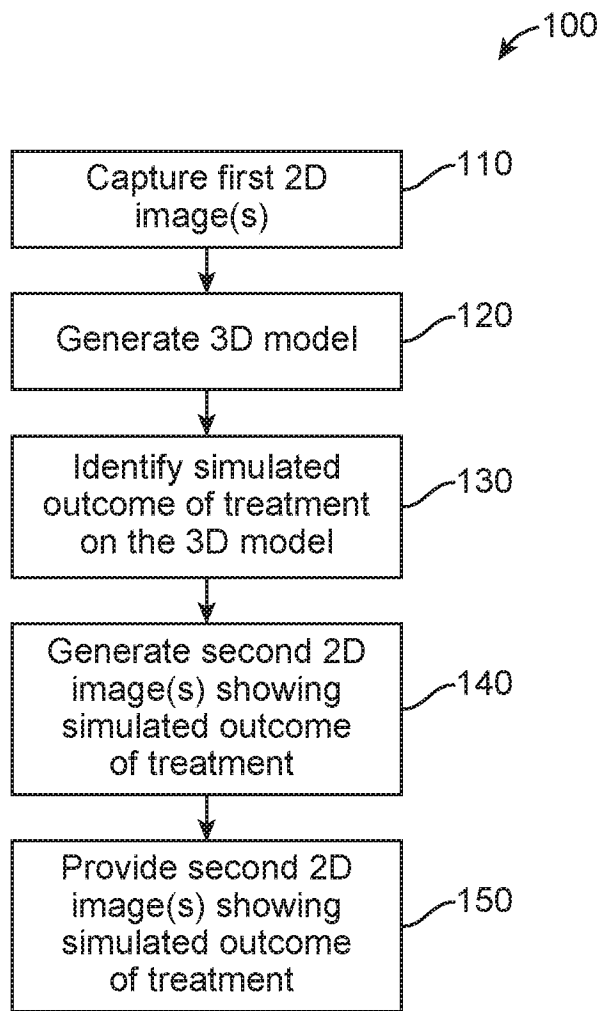 100
Capture first 2D
image(s)
110
Generate 3D model
120
Identify simulated
outcome of treatment
on the 3D model
130
Generate second 2D
image(s) showing
simulated outcome
of treatment
140
Provide second 2D
image(s) showing
simulated outcome
of treatment
150